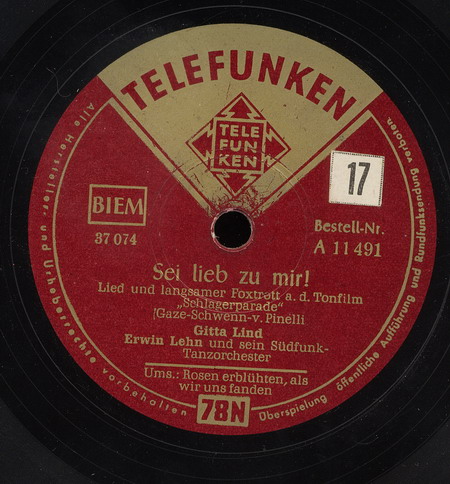 TELEFUNKEN
TELE
FUN
KEN
17
BIEM
37 074
Bestell-Nr.
A 11 491
Sei lieb zu mir!
Lied und langsamer Foxtrott a. d. Tonfilm
„Schlagerparade"
(Gaze-Schwenn-v. Pinelli
Gitta Lind
Erwin Lehn und sein Südfunk-
Tanzorchester
Ums.: Rosen erblühten, als
wir uns fanden
78N
Alle Hersteller- und Urheberrechte vorbehalten
Überspielung öffentliche Aufführung und Rundfunksendung verboten